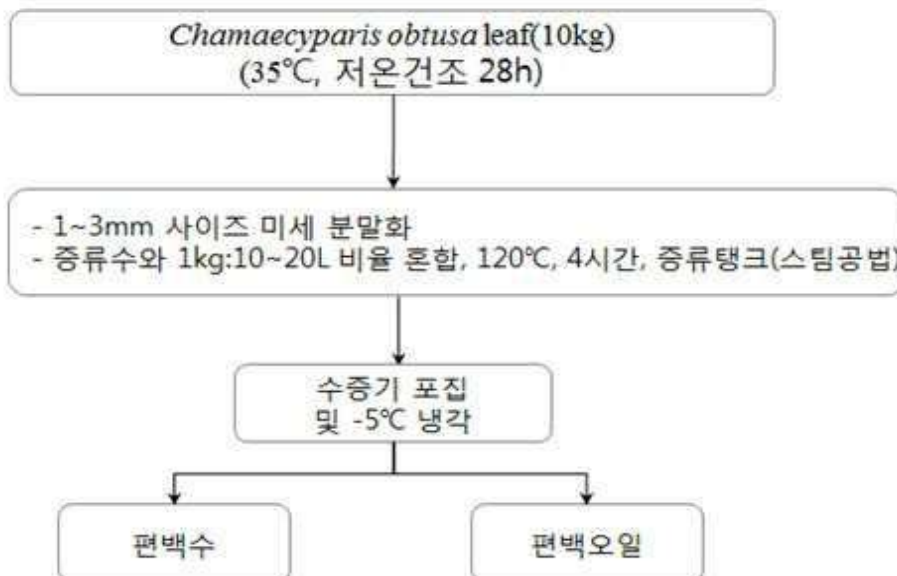 Chamaecyparis obtusa leaf(10kg)
(35℃, 저온건조 28h)
- 1~3mm 사이즈 미세 분말화
- 증류수와 1kg:10~20L 비율 혼합, 120℃, 4시간, 증류탱크(스팀공법)
수증기 포집
및 -5℃ 냉각
편백수
편백오일